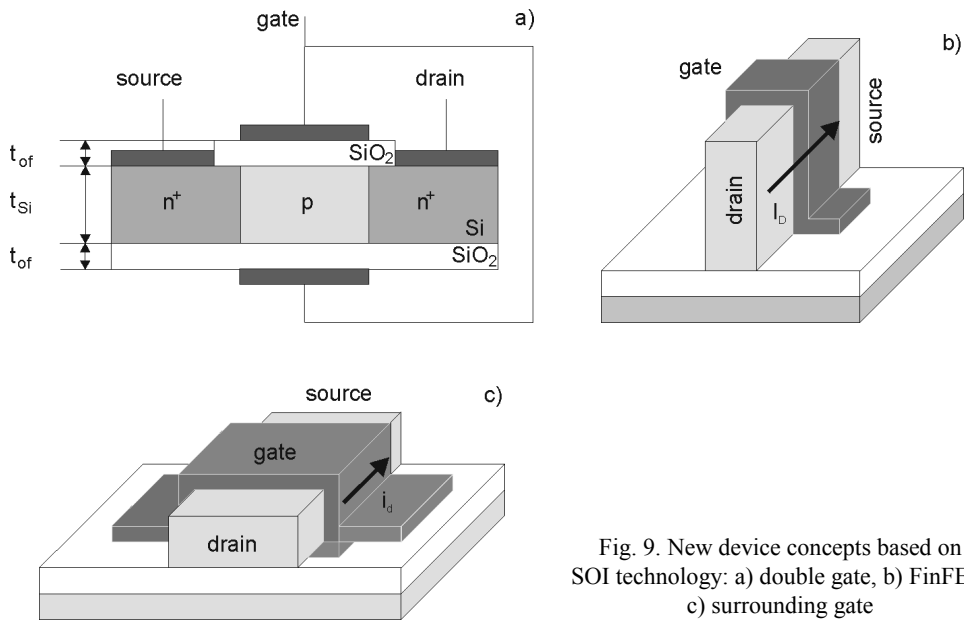 gate
a)
source
drain
t_of
SiO₂
t_Si
n⁺
p
n⁺
Si
t_of
SiO₂
b)
gate
source
drain
I_D
c)
source
gate
i_d
drain
Fig. 9. New device concepts based on
SOI technology: a) double gate, b) FinFE
c) surrounding gate